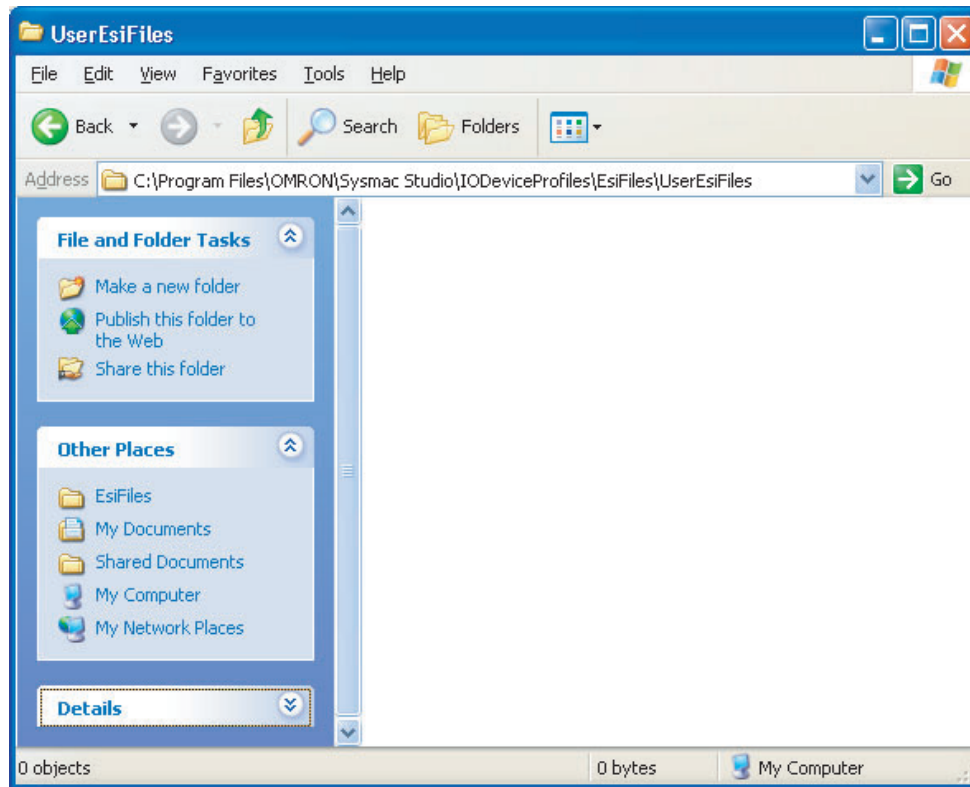 UserEsiFiles
File Edit View Favorites Tools Help
Back Search Folders
Address C:\Program Files\OMRON\Sysmac Studio\IODeviceProfiles\EsiFiles\UserEsiFiles Go
File and Folder Tasks
Make a new folder
Publish this folder to
the Web
Share this folder
Other Places
EsiFiles
My Documents
Shared Documents
My Computer
My Network Places
Details
0 objects 0 bytes My Computer